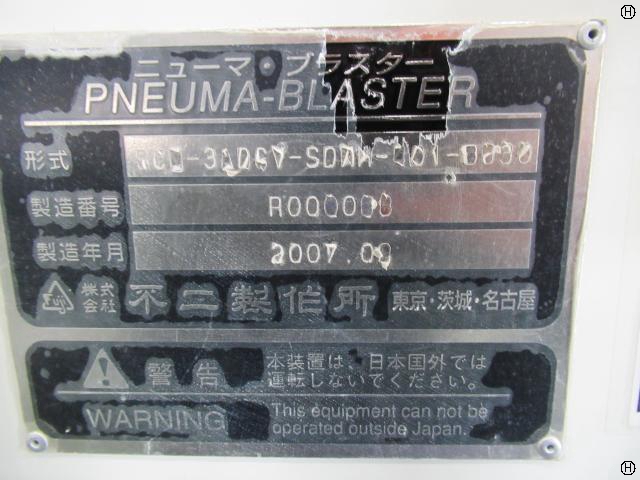 ニューマ・ブラスター
PNEUMA-BLASTER
形式
製造番号 R000000
製造年月
株式会社 不二製作所 東京・茨城・名古屋
警告 本装置は、日本国外では
運転しないでください。
WARNING This equipment can not be
operated outside Japan.